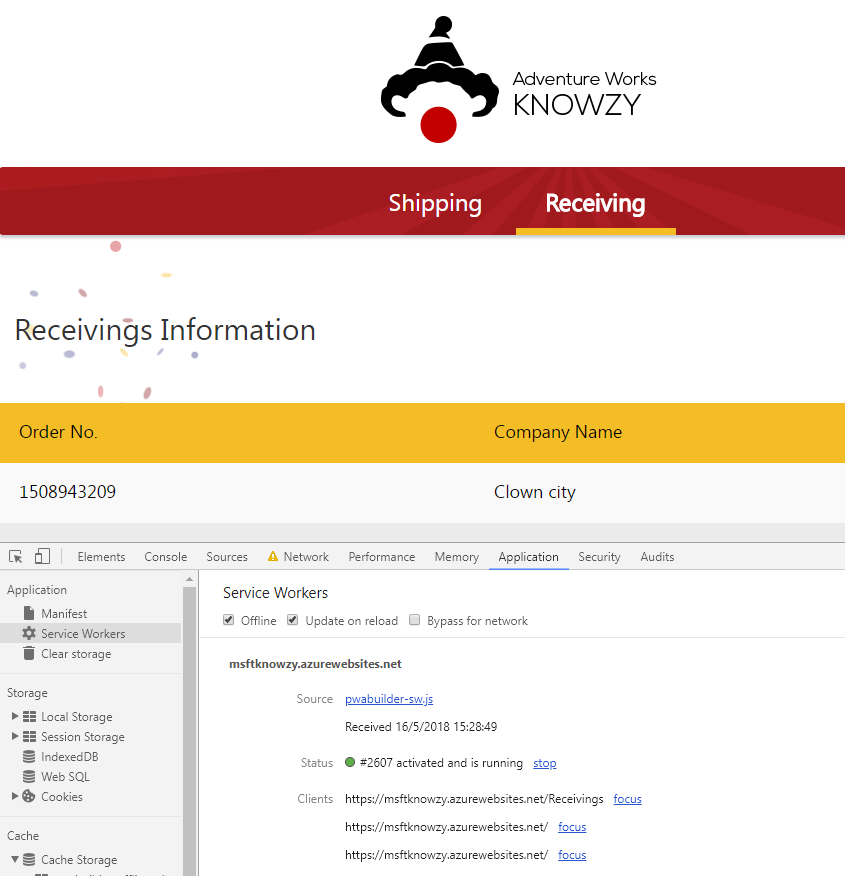 Adventure Works
KNOWZY
Shipping Receiving
Receivings Information
Order No. Company Name
1508943209 Clown city
Elements Console Sources Network Performance Memory Application Security Audits
Application
Manifest
Service Workers
Clear storage
Storage
Local Storage
Session Storage
IndexedDB
Web SQL
Cookies
Cache
Cache Storage
Service Workers
Offline Update on reload Bypass for network
msftknowzy.azurewebsites.net
Source pwabuilder-sw.js
Received 16/5/2018 15:28:49
Status #2607 activated and is running stop
Clients https://msftknowzy.azurewebsites.net/Receivings focus
https://msftknowzy.azurewebsites.net/ focus
https://msftknowzy.azurewebsites.net/ focus